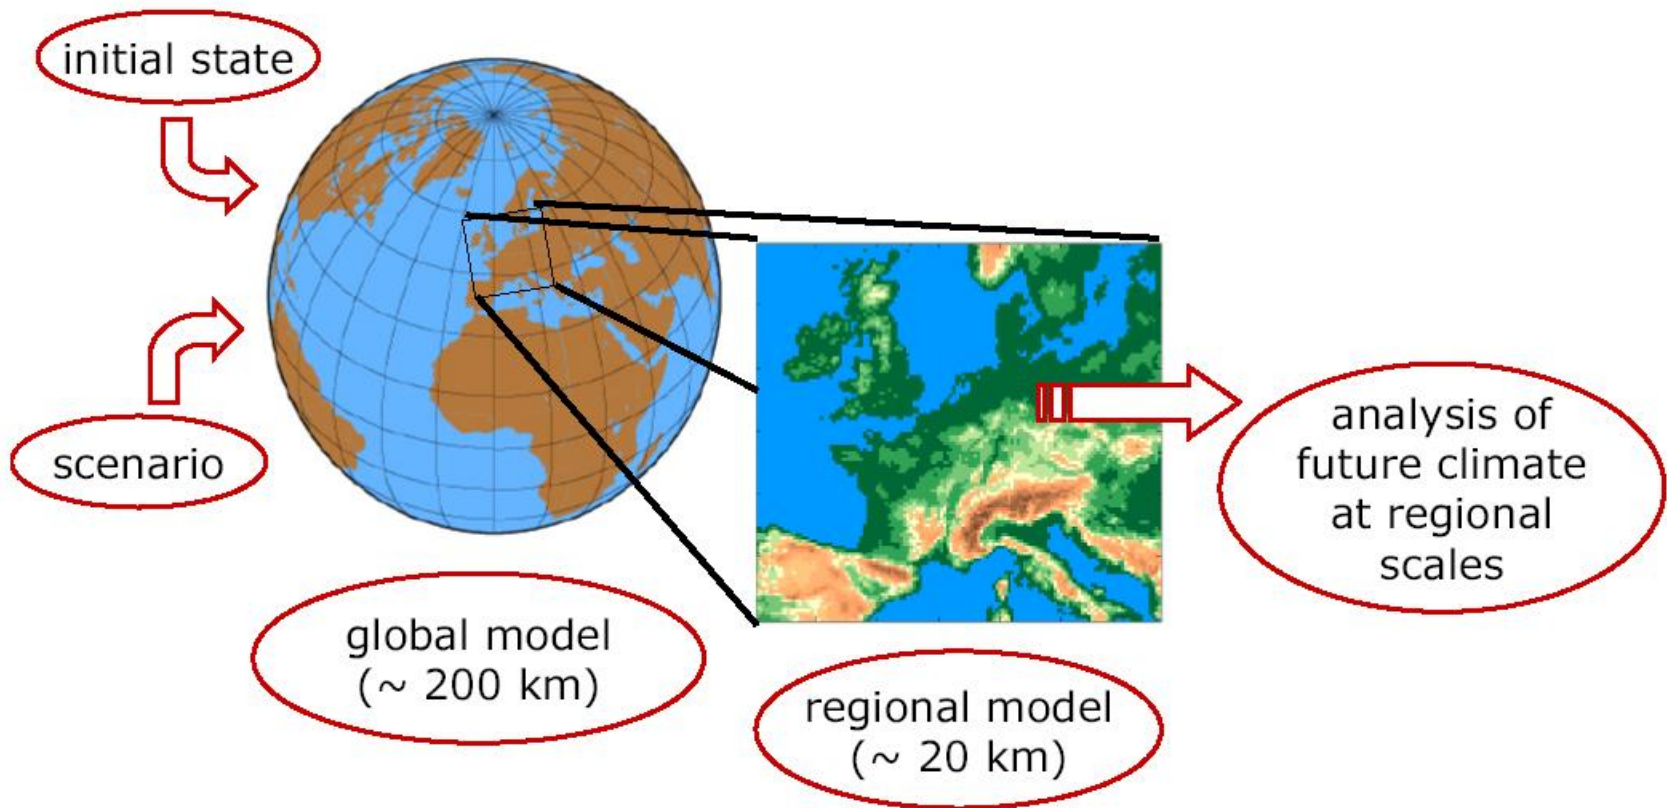 initial state
scenario
global model
(~ 200 km)
regional model
(~ 20 km)
analysis of
future climate
at regional
scales